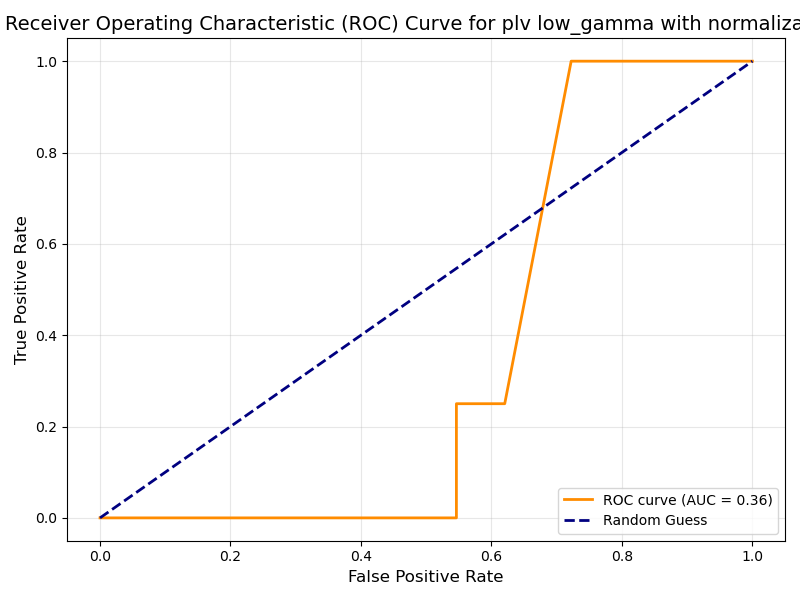 Receiver Operating Characteristic (ROC) Curve for plv low_gamma with normaliza
1.0
0.8
0.6
0.4
0.2
0.0
True Positive Rate
0.0 0.2 0.4 0.6 0.8 1.0
False Positive Rate
ROC curve (AUC = 0.36)
Random Guess